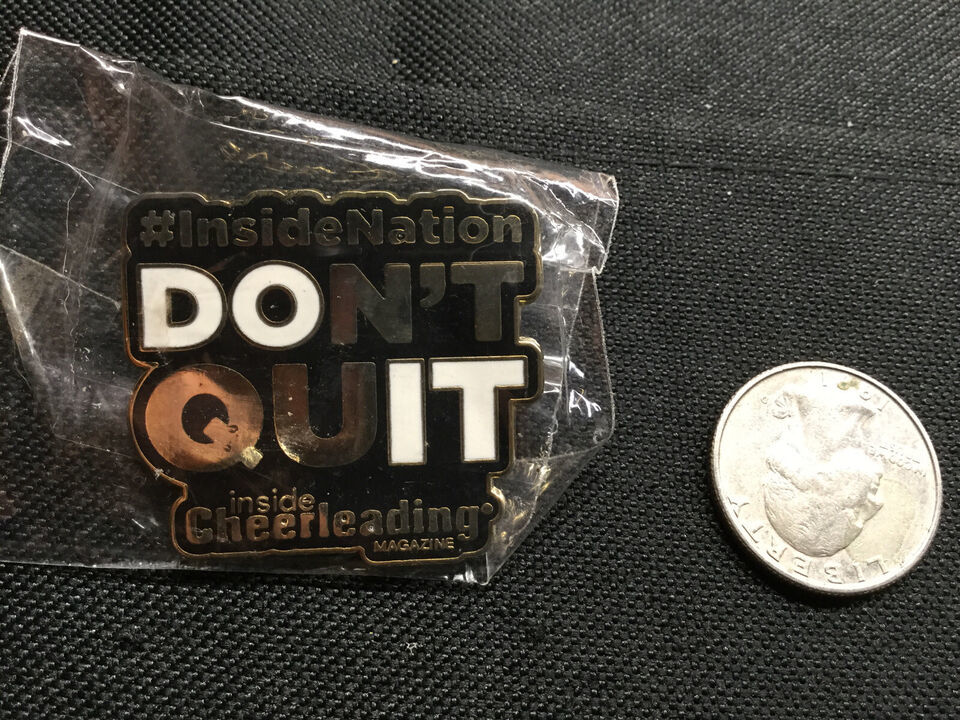 #InsideNation
DON'T
QUIT
inside
Cheerleading®
MAGAZINE
LIBERTY